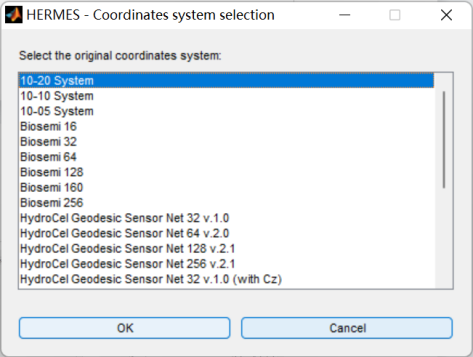 HERMES - Coordinates system selection
Select the original coordinates system:
10-20 System
10-10 System
10-05 System
Biosemi 16
Biosemi 32
Biosemi 64
Biosemi 128
Biosemi 160
Biosemi 256
HydroCel Geodesic Sensor Net 32 v.1.0
HydroCel Geodesic Sensor Net 64 v.2.0
HydroCel Geodesic Sensor Net 128 v.2.1
HydroCel Geodesic Sensor Net 256 v.2.1
HydroCel Geodesic Sensor Net 32 v.1.0 (with Cz)
OK Cancel